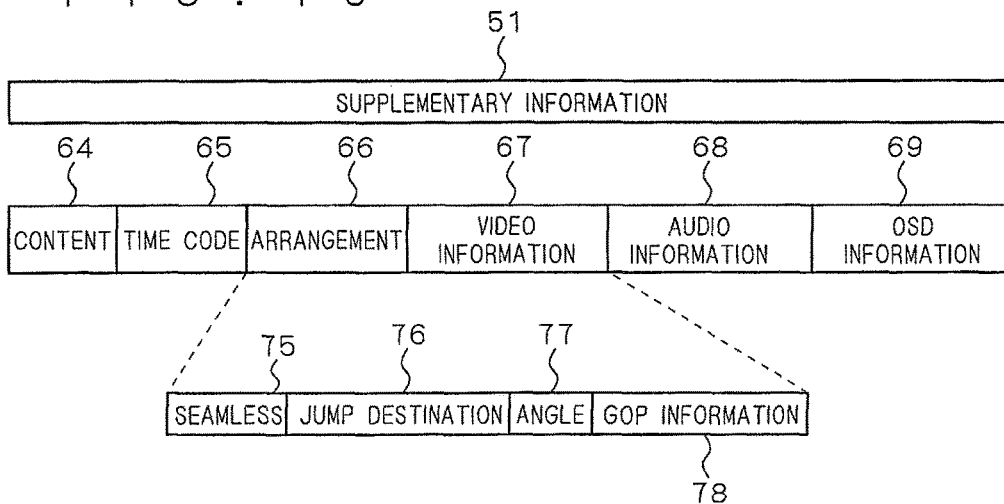 51
SUPPLEMENTARY INFORMATION
64 65 66 67 68 69
CONTENT TIME CODE ARRANGEMENT VIDEO INFORMATION AUDIO INFORMATION OSD INFORMATION
75 76 77
SEAMLESS JUMP DESTINATION ANGLE GOP INFORMATION
78